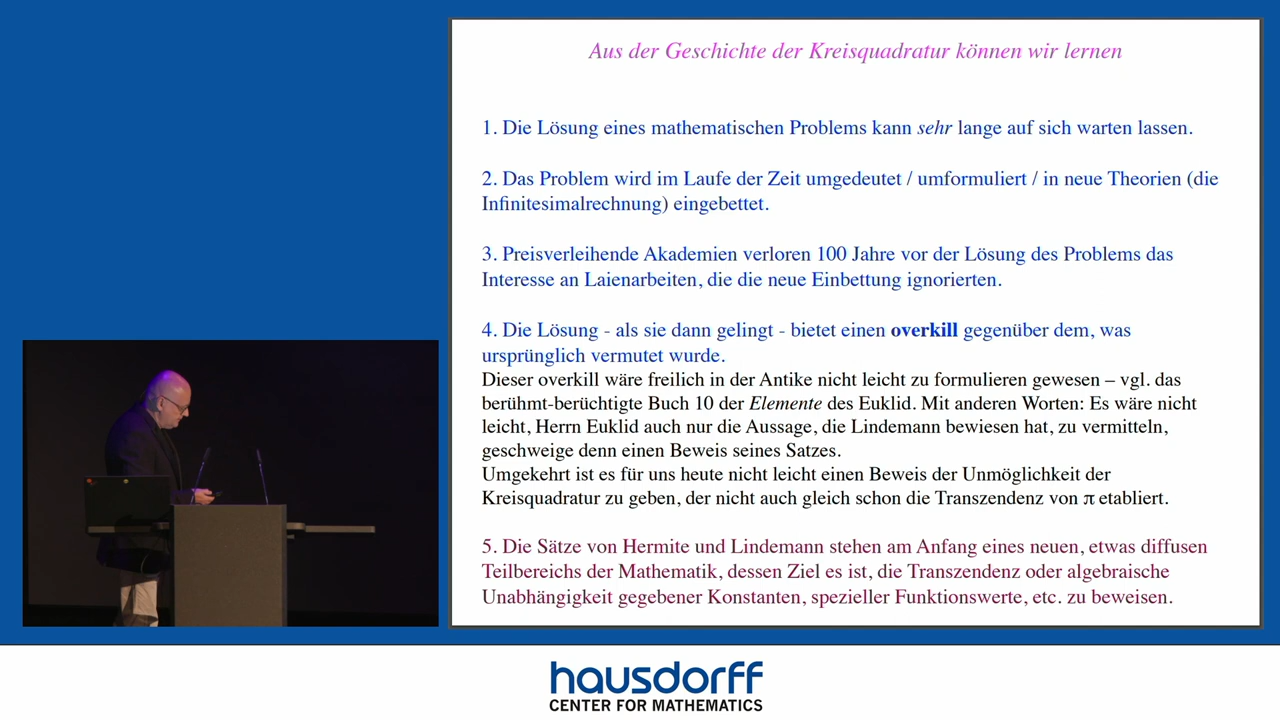 Aus der Geschichte der Kreisquadratur können wir lernen
1. Die Lösung eines mathematischen Problems kann sehr lange auf sich warten lassen.
2. Das Problem wird im Laufe der Zeit umgedeutet / umformuliert / in neue Theorien (die
Infinitesimalrechnung) eingebettet.
3. Preisverleihende Akademien verloren 100 Jahre vor der Lösung des Problems das
Interesse an Laienarbeiten, die die neue Einbettung ignorierten.
4. Die Lösung - als sie dann gelingt - bietet einen overkill gegenüber dem, was
ursprünglich vermutet wurde.
Dieser overkill wäre freilich in der Antike nicht leicht zu formulieren gewesen – vgl. das
berühmt-berüchtigte Buch 10 der Elemente des Euklid. Mit anderen Worten: Es wäre nicht
leicht, Herrn Euklid auch nur die Aussage, die Lindemann bewiesen hat, zu vermitteln,
geschweige denn einen Beweis seines Satzes.
Umgekehrt ist es für uns heute nicht leicht einen Beweis der Unmöglichkeit der
Kreisquadratur zu geben, der nicht auch gleich schon die Transzendenz von π etabliert.
5. Die Sätze von Hermite und Lindemann stehen am Anfang eines neuen, etwas diffusen
Teilbereichs der Mathematik, dessen Ziel es ist, die Transzendenz oder algebraische
Unabhängigkeit gegebener Konstanten, spezieller Funktionswerte, etc. zu beweisen.
hausdorff
CENTER FOR MATHEMATICS